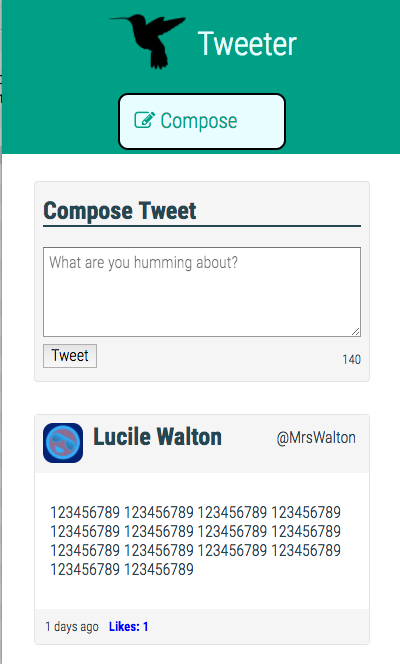 Tweeter
Compose
Compose Tweet
What are you humming about?
Tweet 140
Lucile Walton @MrsWalton
123456789 123456789 123456789 123456789
123456789 123456789 123456789 123456789
123456789 123456789 123456789 123456789
123456789 123456789
1 days ago Likes: 1